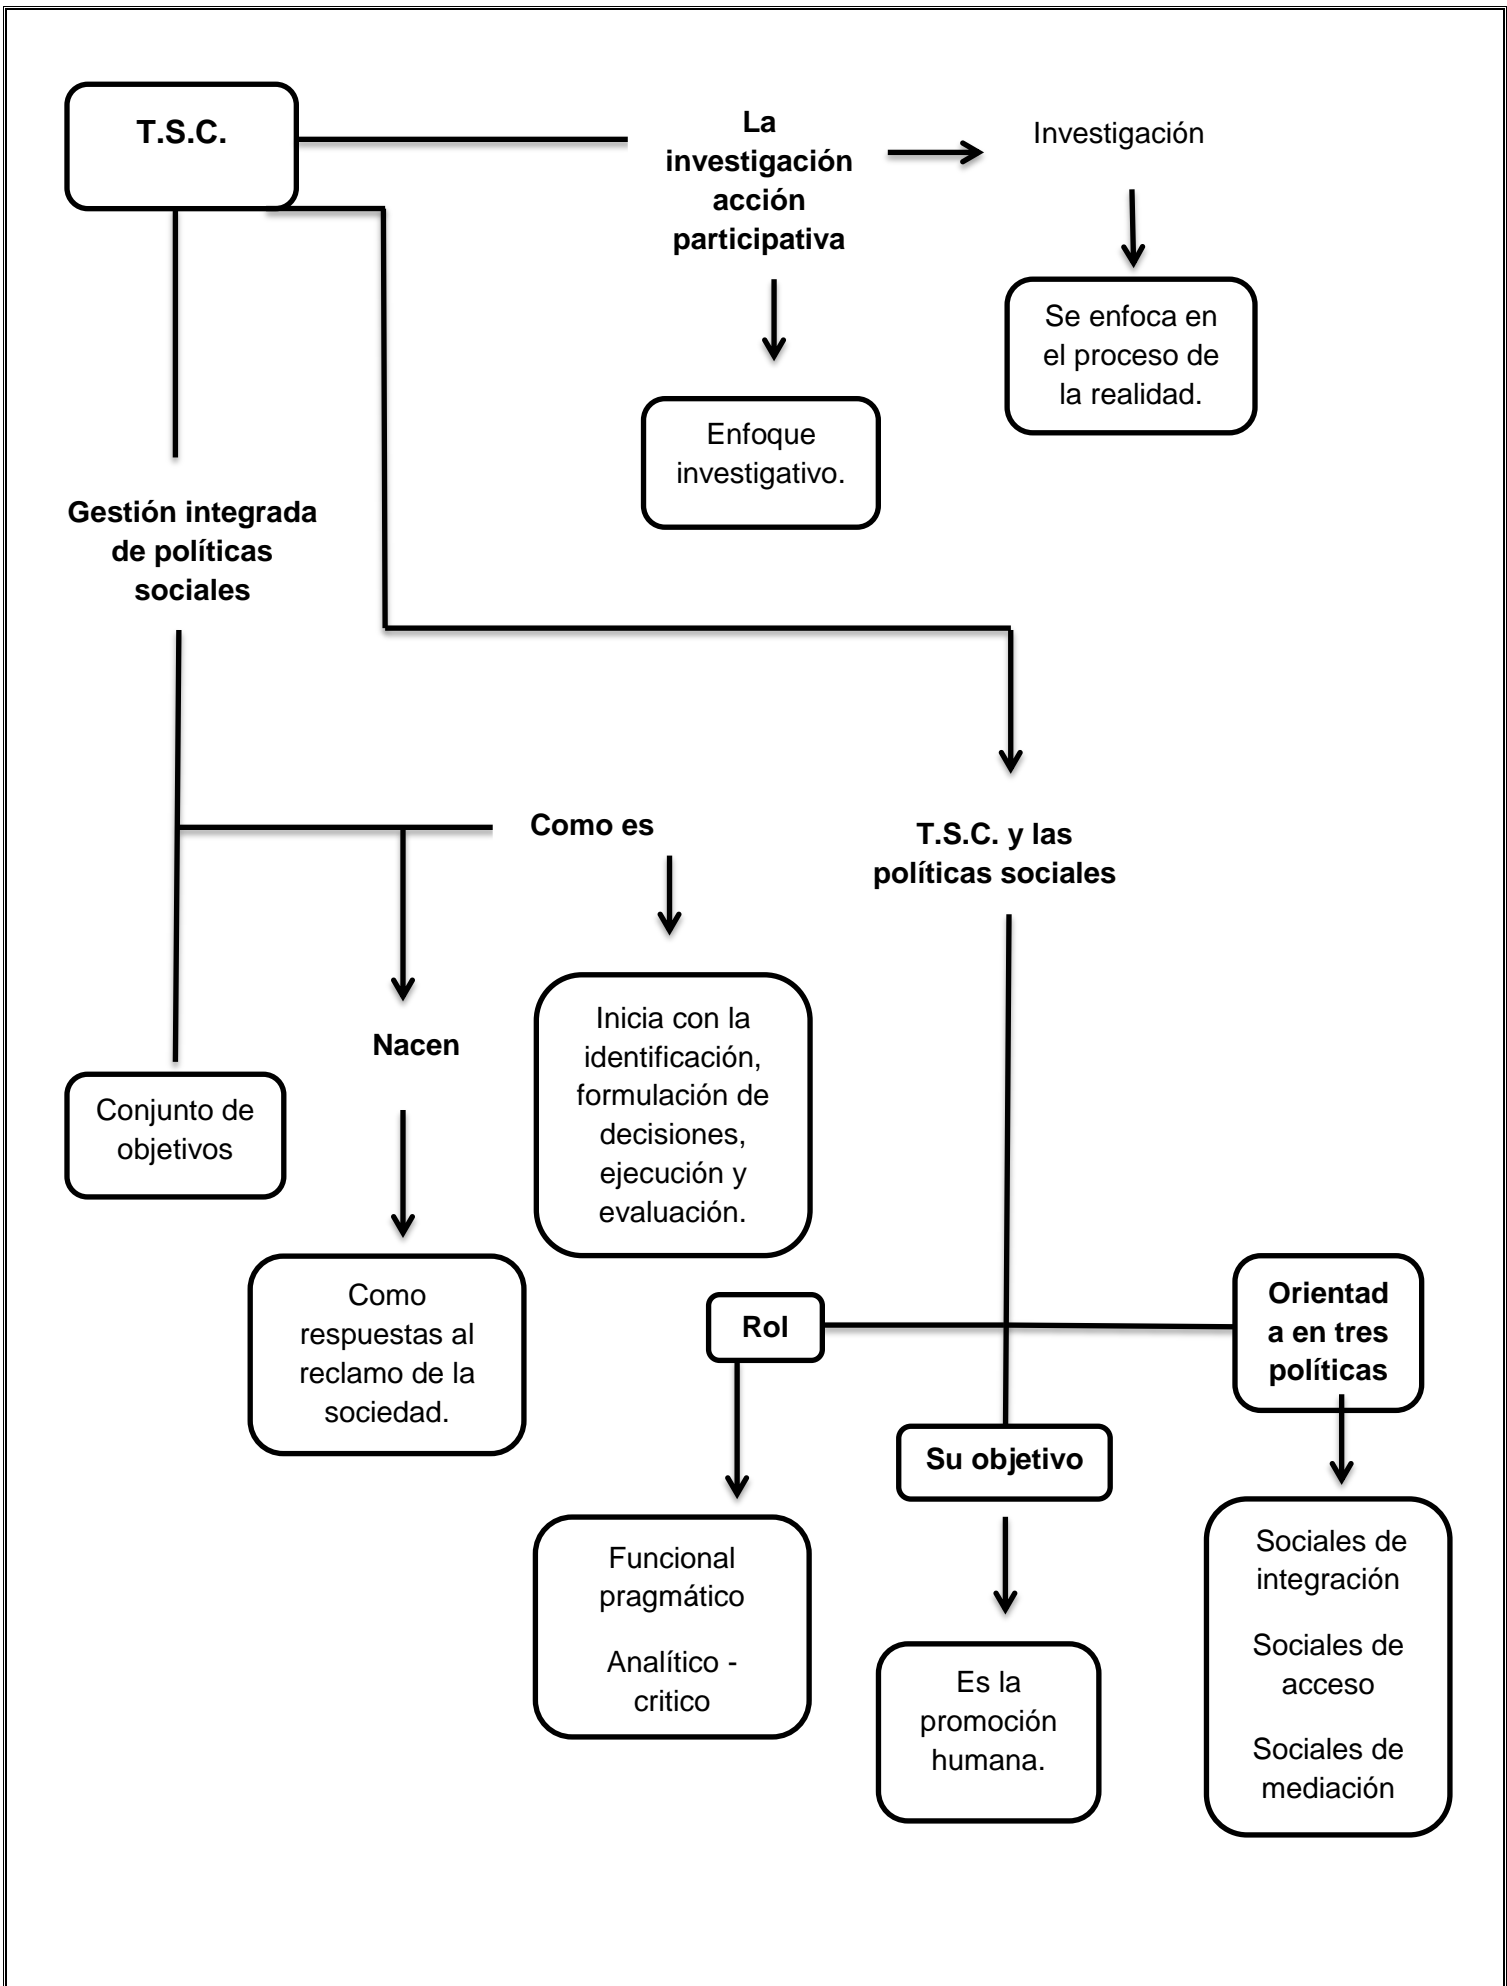 T.S.C.
La
investigación
acción
participativa
Investigación
Se enfoca en
el proceso de
la realidad.
Enfoque
investigativo.
Gestión integrada
de políticas
sociales
Como es
T.S.C. y las
políticas sociales
Inicia con la
identificación,
formulación de
decisiones,
ejecución y
evaluación.
Nacen
Conjunto de
objetivos
Como
respuestas al
reclamo de la
sociedad.
Rol
Orientad
a en tres
políticas
Su objetivo
Funcional
pragmático
Analítico -
critico
Es la
promoción
humana.
Sociales de
integración
Sociales de
acceso
Sociales de
mediación